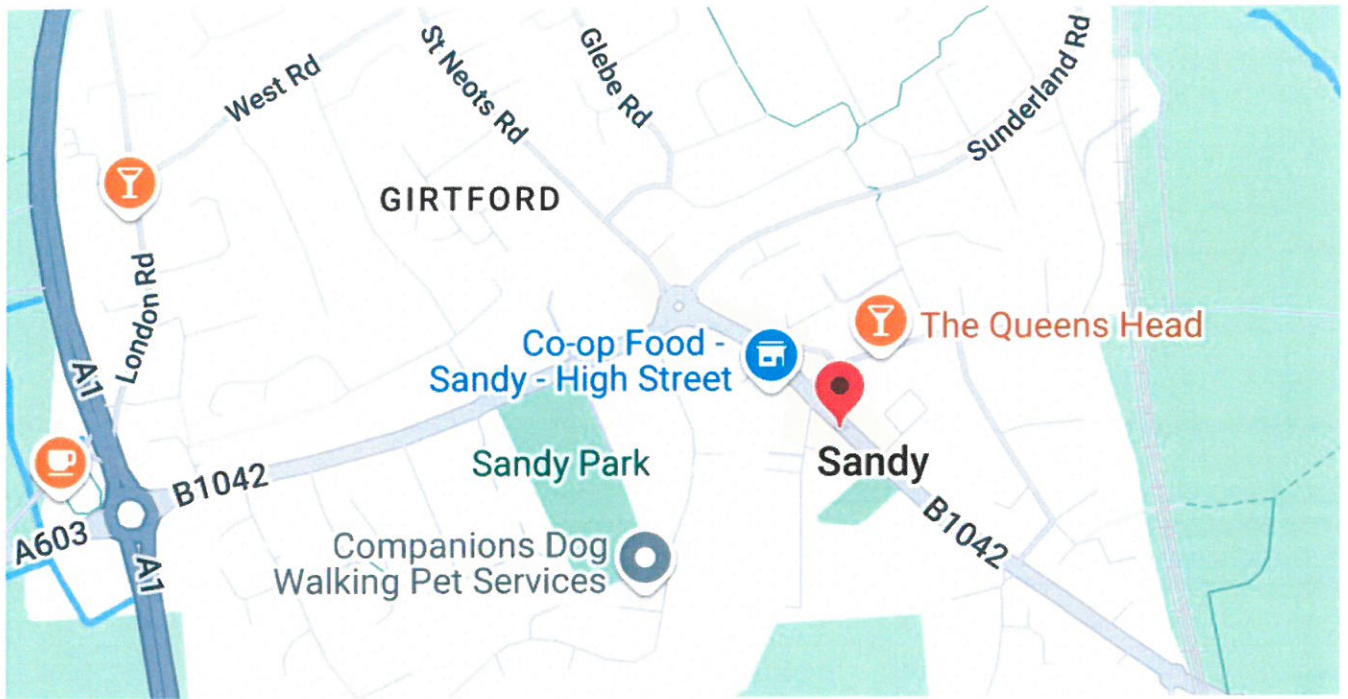 West Rd
St Neots Rd
Glebe Rd
Sunderland Rd
GIRTFORD
London Rd
A1
Co-op Food -
Sandy - High Street
The Queens Head
Sandy Park
Sandy
B1042
B1042
A603
A1
Companions Dog
Walking Pet Services